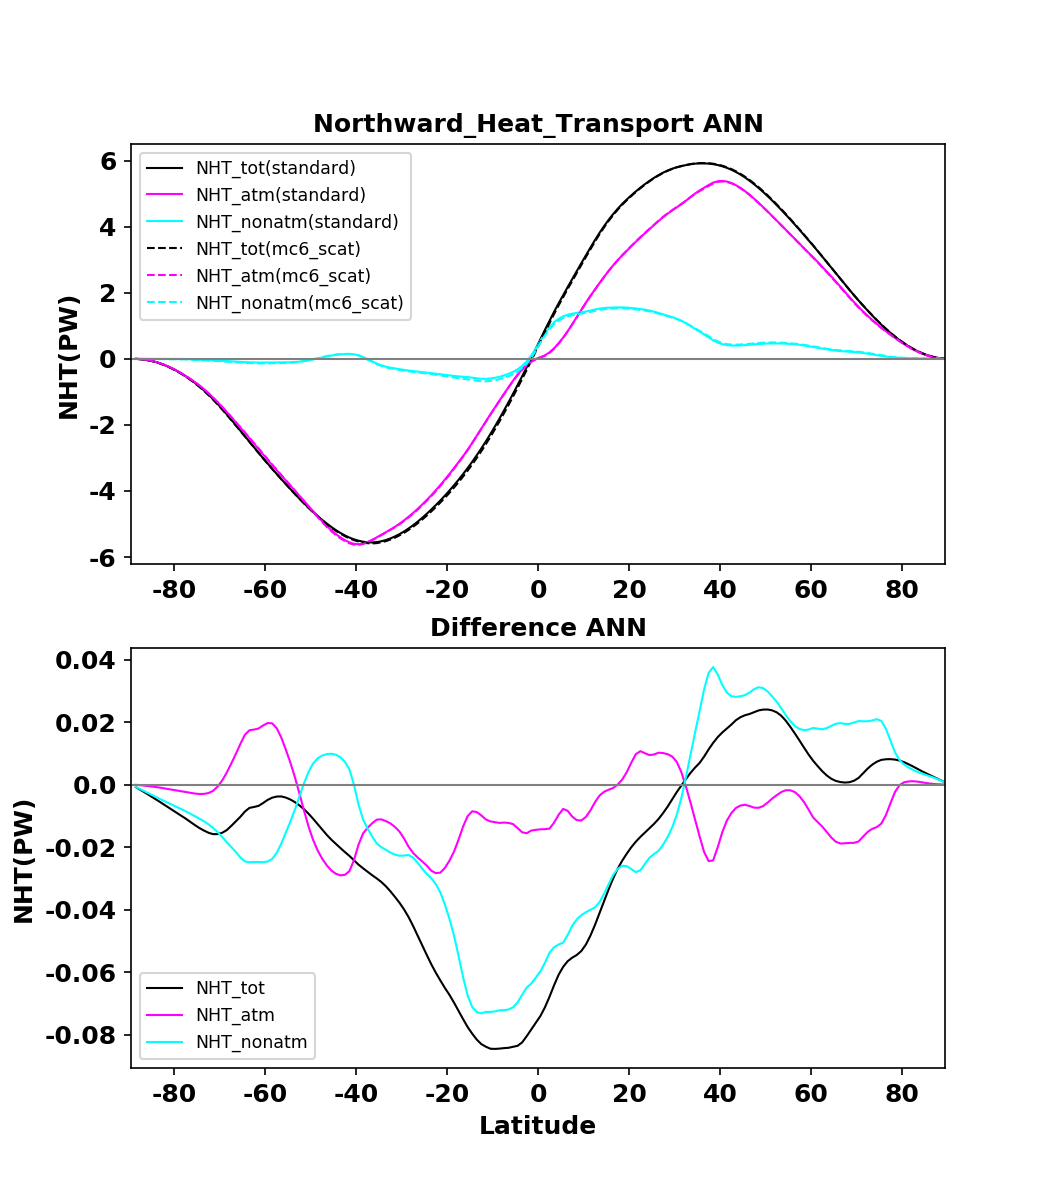 Northward_Heat_Transport ANN
NHT(PW)
6
4
2
0
-2
-4
-6
NHT_tot(standard)
NHT_atm(standard)
NHT_nonatm(standard)
NHT_tot(mc6_scat)
NHT_atm(mc6_scat)
NHT_nonatm(mc6_scat)
-80 -60 -40 -20 0 20 40 60 80
Difference ANN
NHT(PW)
0.04
0.02
0.0
-0.02
-0.04
-0.06
-0.08
NHT_tot
NHT_atm
NHT_nonatm
-80 -60 -40 -20 0 20 40 60 80
Latitude